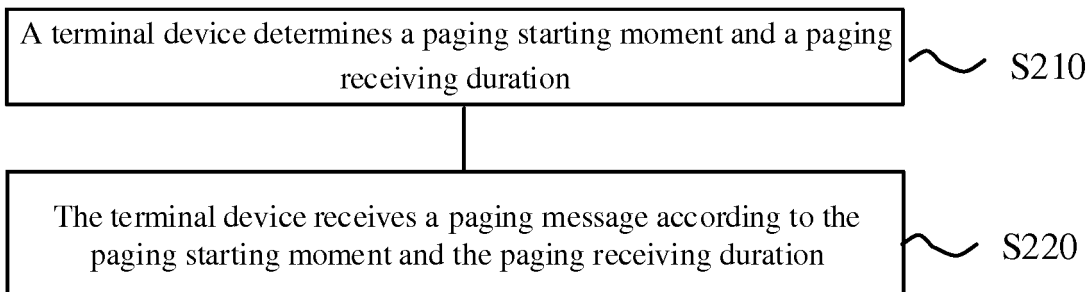 A terminal device determines a paging starting moment and a paging
receiving duration
S210
The terminal device receives a paging message according to the
paging starting moment and the paging receiving duration
S220